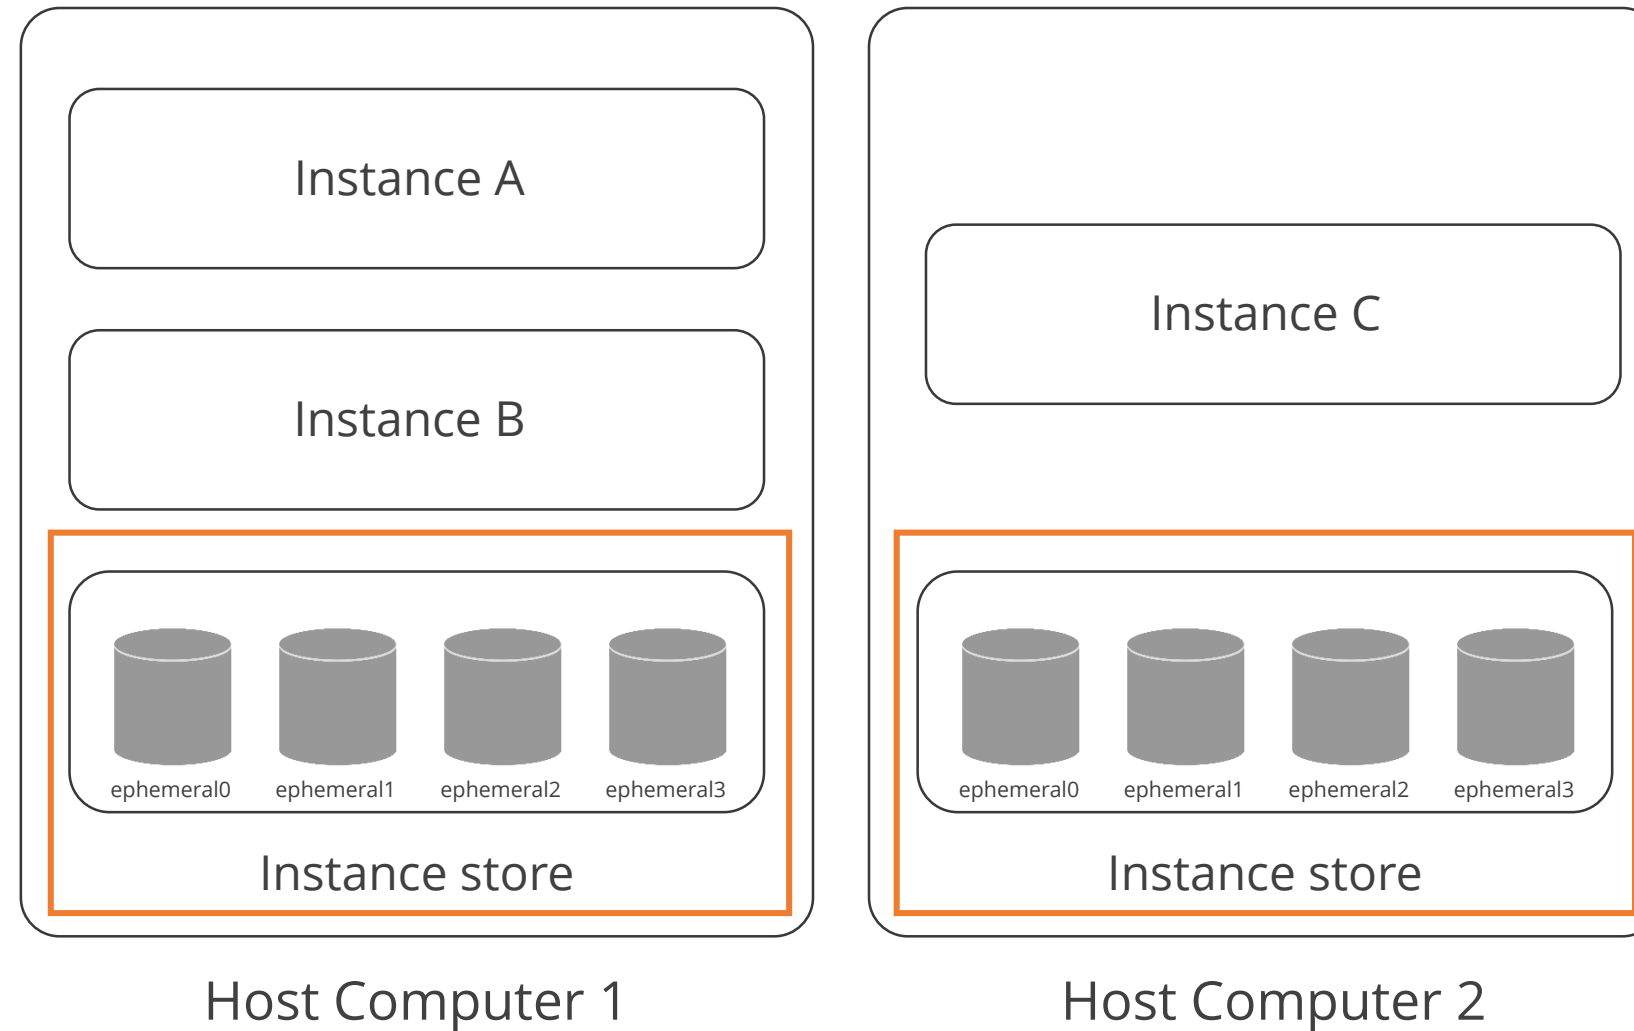 Instance A
Instance B
ephemeral0 ephemeral1 ephemeral2 ephemeral3
Instance store
Host Computer 1
Instance C
ephemeral0 ephemeral1 ephemeral2 ephemeral3
Instance store
Host Computer 2